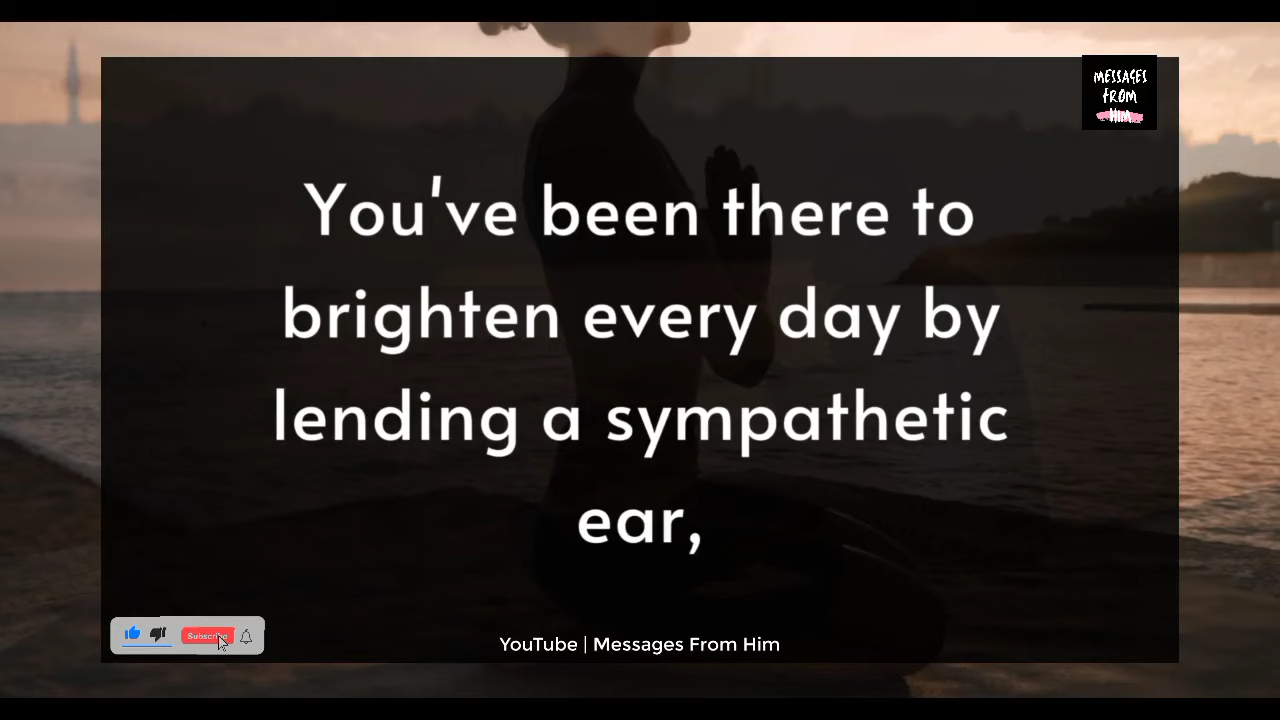 MESSAGES
FROM
HIM
You've been there to
brighten every day by
lending a sympathetic
ear,
Subscribe
YouTube | Messages From Him